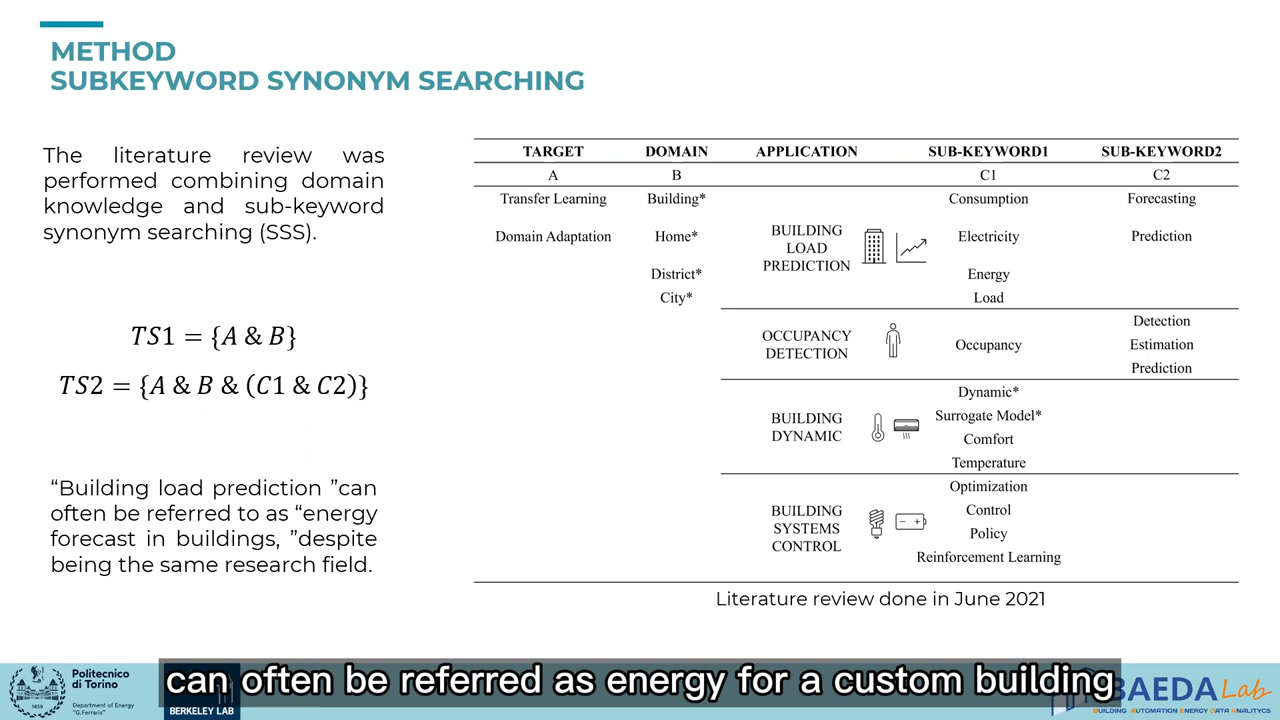 METHOD
SUBKEYWORD SYNONYM SEARCHING
The literature review was
performed combining domain
knowledge and sub-keyword
synonym searching (SSS).
TS1 = {A & B}
TS2 = {A & B & (C1 & C2)}
“Building load prediction ”can
often be referred to as “energy
forecast in buildings, ”despite
being the same research field.
TARGET DOMAIN APPLICATION SUB-KEYWORD1 SUB-KEYWORD2
A B C1 C2
Transfer Learning Building* Consumption Forecasting
Domain Adaptation Home* BUILDING LOAD PREDICTION Electricity Prediction
District* Energy
City* Load
OCCUPANCY DETECTION Occupancy Detection
Estimation
Prediction
BUILDING DYNAMIC Dynamic*
Surrogate Model*
Comfort
Temperature
BUILDING SYSTEMS CONTROL Optimization
Control
Policy
Reinforcement Learning
Literature review done in June 2021
can often be referred as energy for a custom building
Politecnico
di Torino
Department of Energy
"G.Ferraris"
1859
BERKELEY LAB
BAEDA Lab
BUILDING AUTOMATION ENERGY DATA ANALITYCS